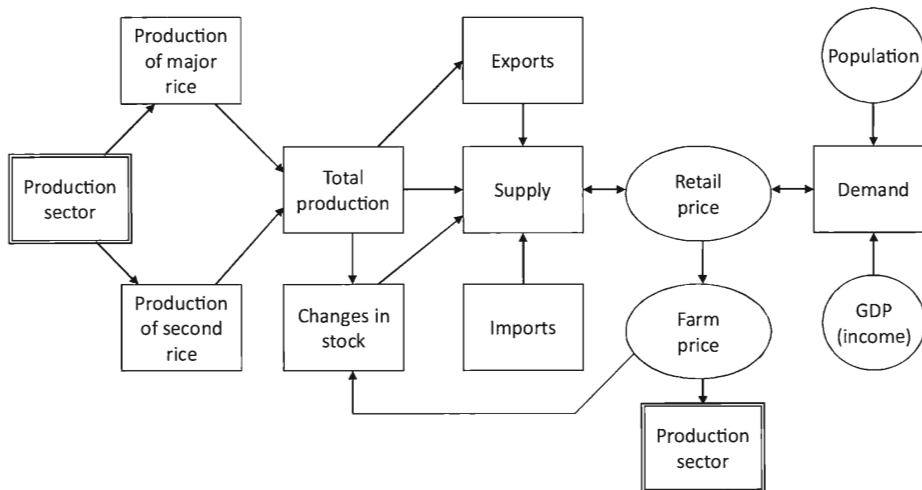 Production
of major
rice
Exports
Population
Production
sector
Total
production
Supply
Retail
price
Demand
Production
of second
rice
Changes in
stock
Imports
Farm
price
GDP
(income)
Production
sector